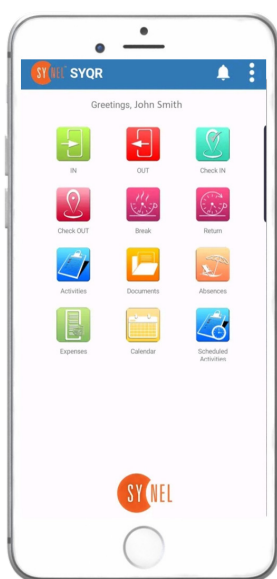 SYNEL SYQR
Greetings, John Smith
IN
OUT
Check IN
Check OUT
Break
Return
Activities
Documents
Absences
Expenses
Calendar
Scheduled
Activities
SYNEL